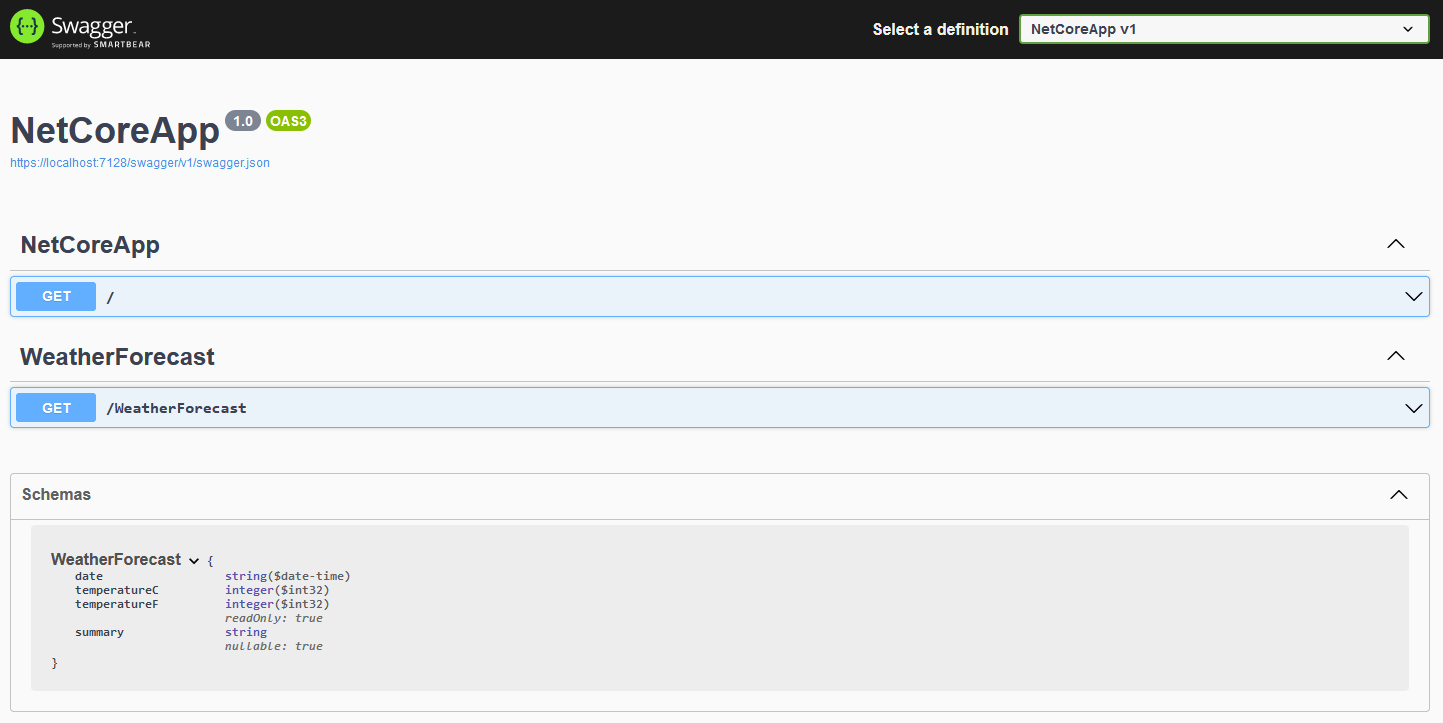 Swagger
Supported by SMARTBEAR
Select a definition
NetCoreApp v1
NetCoreApp 1.0 OAS3
https://localhost:7128/swagger/v1/swagger.json
NetCoreApp
GET /
WeatherForecast
GET /WeatherForecast
Schemas
WeatherForecast {
date string($date-time)
temperatureC integer($int32)
temperatureF integer($int32)
readOnly: true
summary string
nullable: true
}